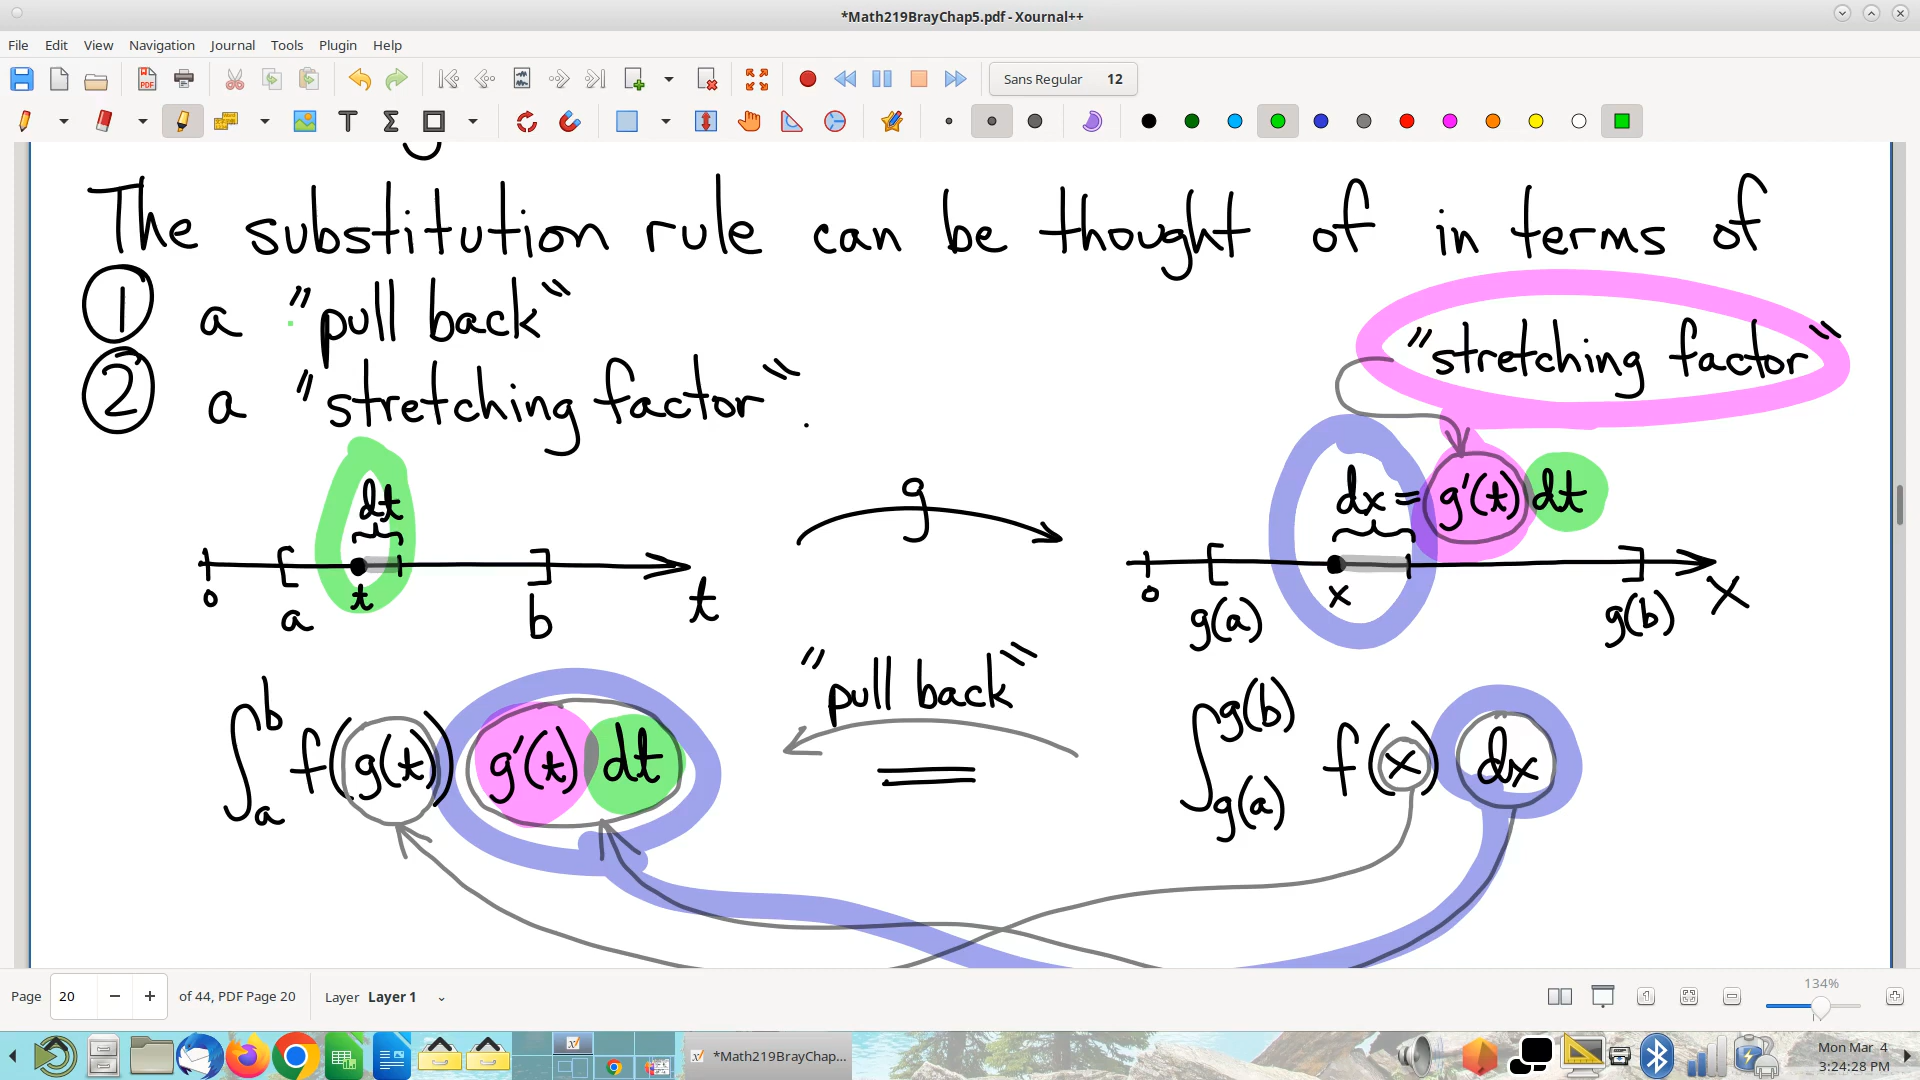 *Math219BrayChap5.pdf - Xournal++
File Edit View Navigation Journal Tools Plugin Help
Sans Regular 12
The substitution rule can be thought of in terms of
① a "pull back"
② a "stretching factor".
"stretching factor"
dt
g
dx = g'(t) dt
0 a t b t
0 g(a) x g(b) x
"pull back"
∫_a^b f(g(t)) g'(t) dt = ∫_{g(a)}^{g(b)} f(x) dx
Page 20 of 44, PDF Page 20 Layer Layer 1
134%
*Math219BrayChap...
Mon Mar 4
3:24:28 PM